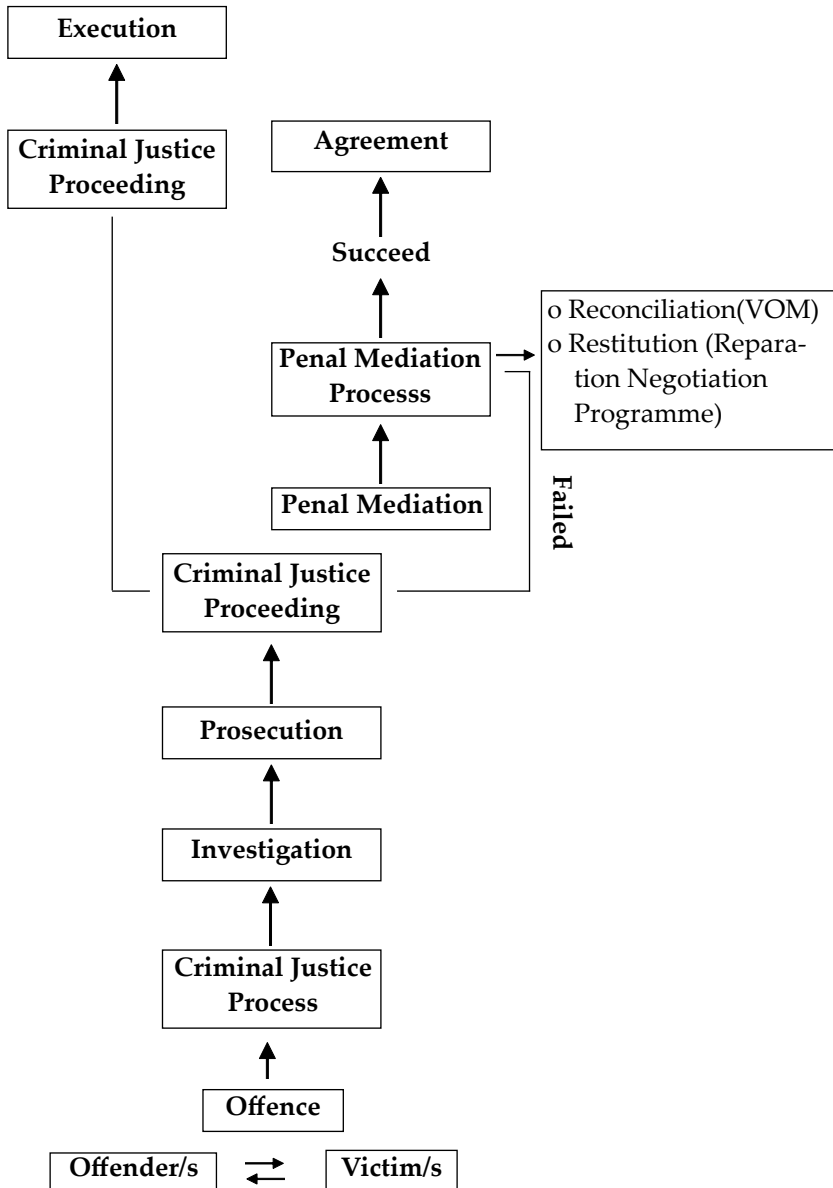 Execution
Criminal Justice
Proceeding
Agreement
Succeed
o Reconciliation(VOM)
o Restitution (Repara-
tion Negotiation
Programme)
Penal Mediation
Processs
Failed
Penal Mediation
Criminal Justice
Proceeding
Prosecution
Investigation
Criminal Justice
Process
Offence
Offender/s
Victim/s